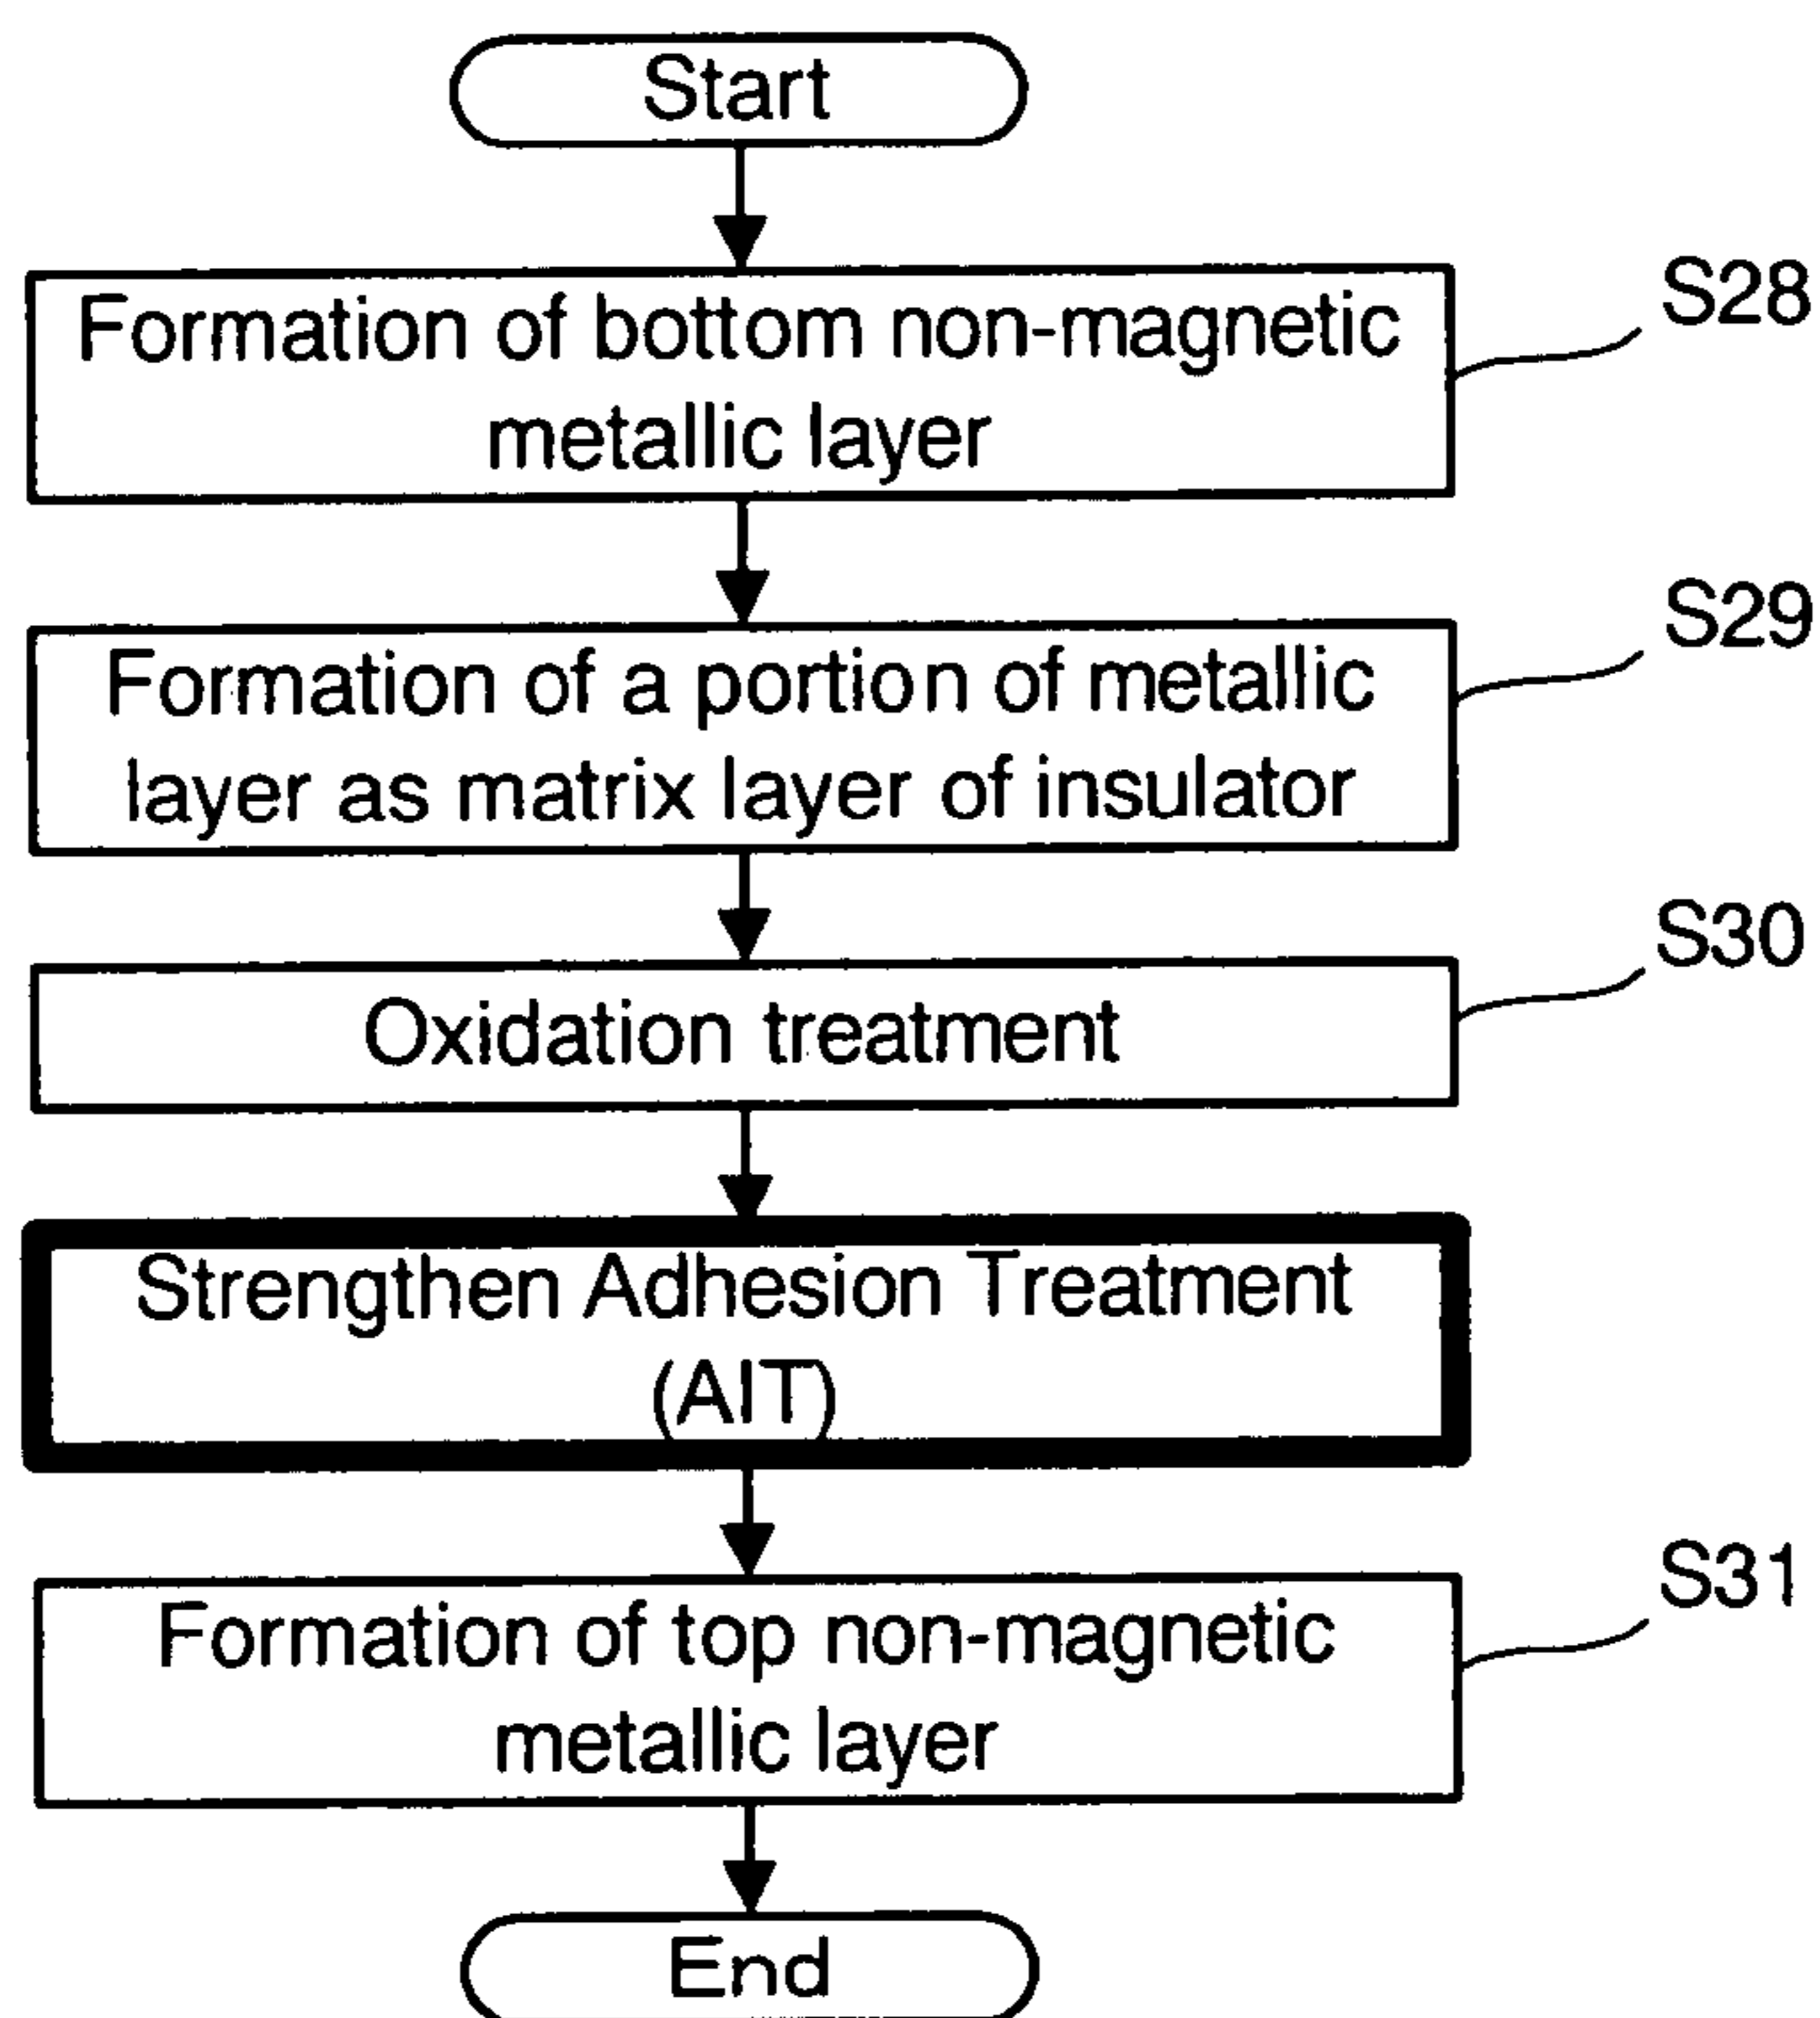 Start
Formation of bottom non-magnetic
metallic layer
S28
Formation of a portion of metallic
layer as matrix layer of insulator
S29
Oxidation treatment
S30
Strengthen Adhesion Treatment
(AIT)
Formation of top non-magnetic
metallic layer
S31
End